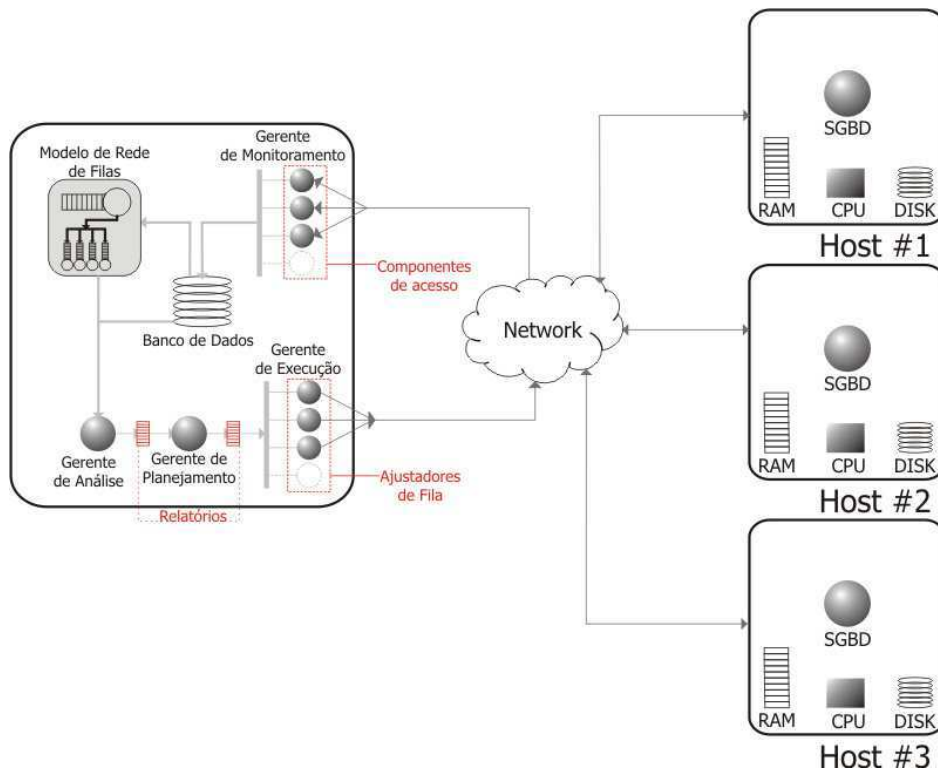 Modelo de Rede
de Filas
Gerente
de Monitoramento
Componentes
de acesso
Banco de Dados
Gerente
de Execução
Gerente
de Análise
Gerente de
Planejamento
Relatórios
Ajustadores
de Fila
Network
SGBD
RAM
CPU
DISK
Host #1
SGBD
RAM
CPU
DISK
Host #2
SGBD
RAM
CPU
DISK
Host #3